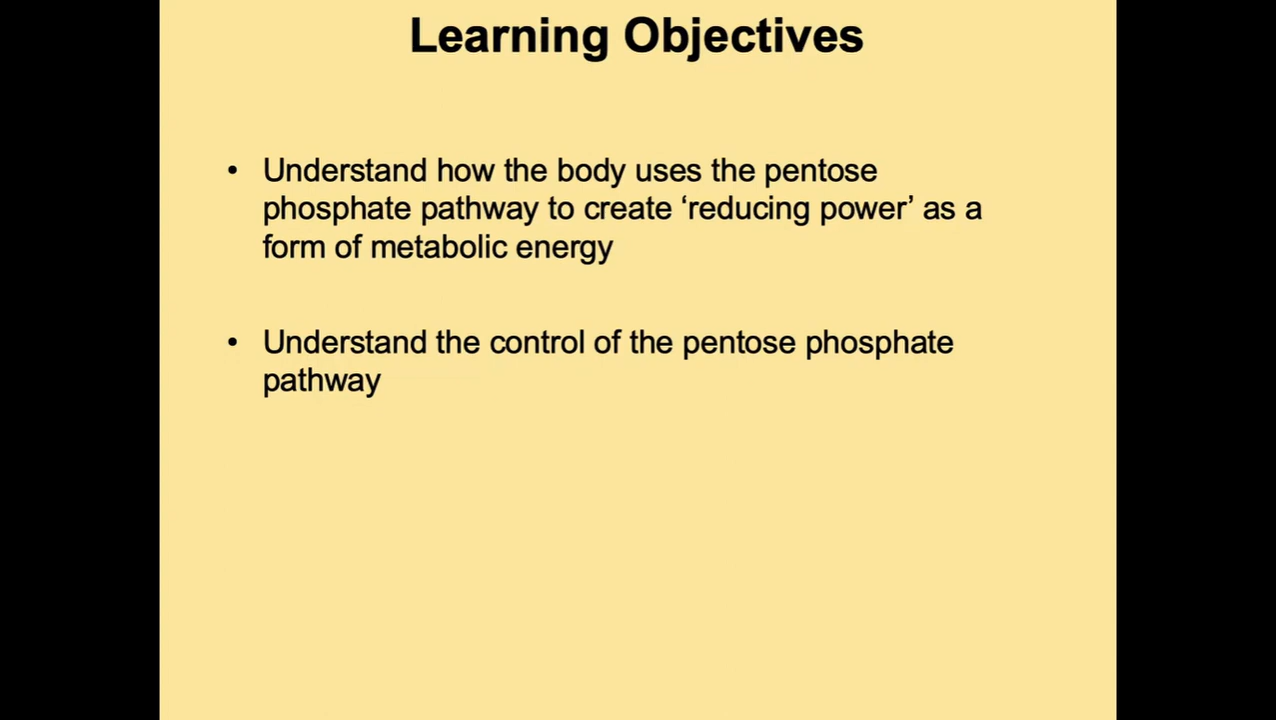 Learning Objectives
• Understand how the body uses the pentose
phosphate pathway to create ‘reducing power’ as a
form of metabolic energy
• Understand the control of the pentose phosphate
pathway